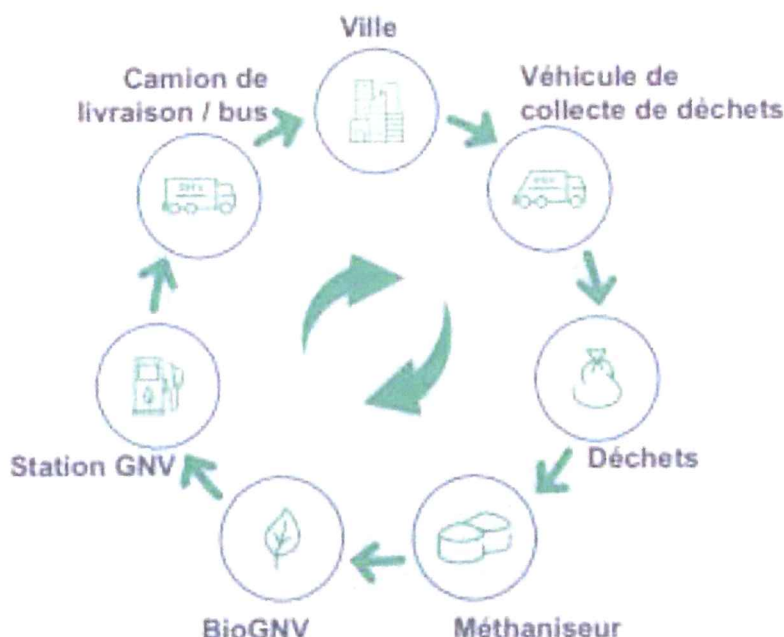 Ville
Camion de
livraison / bus
Véhicule de
collecte de déchets
Station GNV
Déchets
BioGNV
Méthaniseur